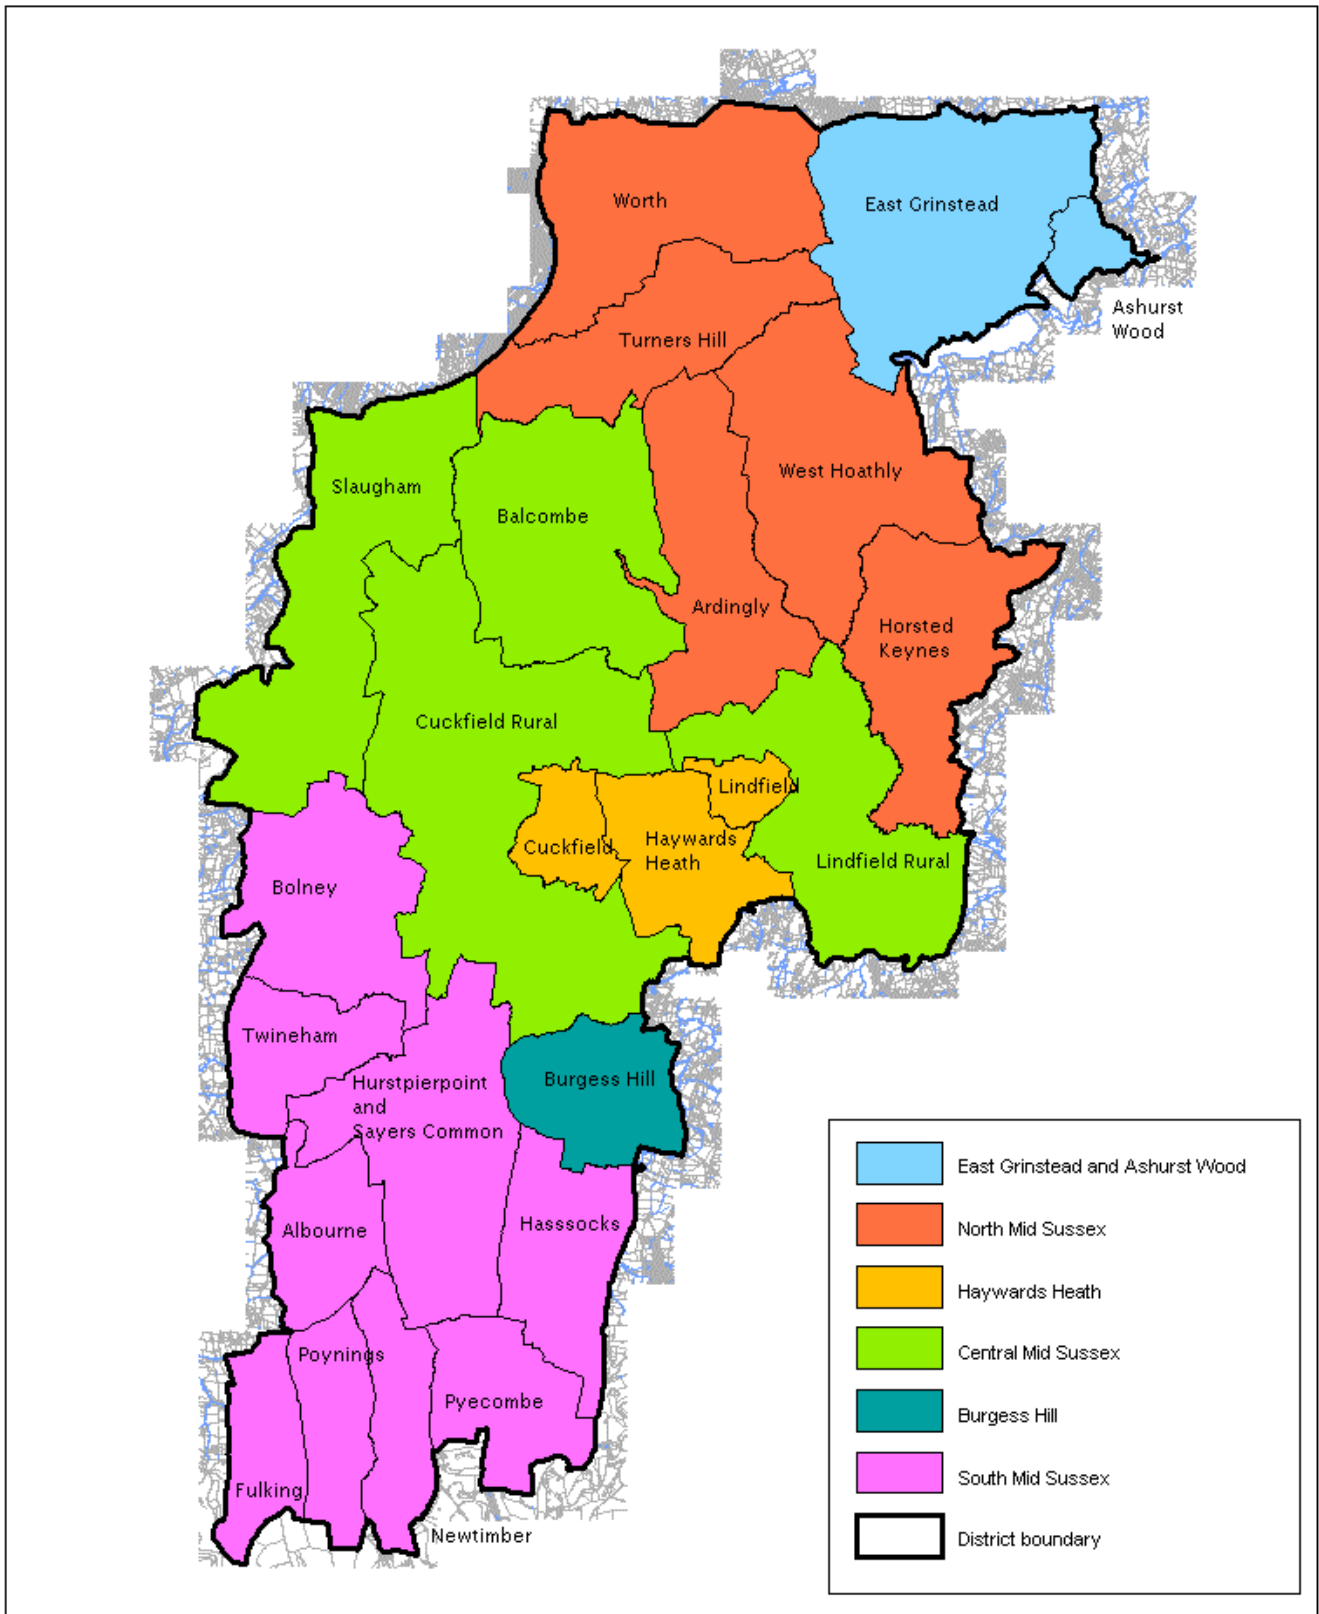 Worth
East Grinstead
Ashurst
Wood
Turners Hill
West Hoathly
Slaugham
Balcombe
Ardingly
Horsted
Keynes
Cuckfield Rural
Lindfield
Cuckfield
Haywards
Heath
Lindfield Rural
Bolney
Twineham
Hurstpierpoint
and
Sayers Common
Burgess Hill
Albourne
Hasssocks
Poynings
Pyecombe
Fulking
Newtimber
East Grinstead and Ashurst Wood
North Mid Sussex
Haywards Heath
Central Mid Sussex
Burgess Hill
South Mid Sussex
District boundary